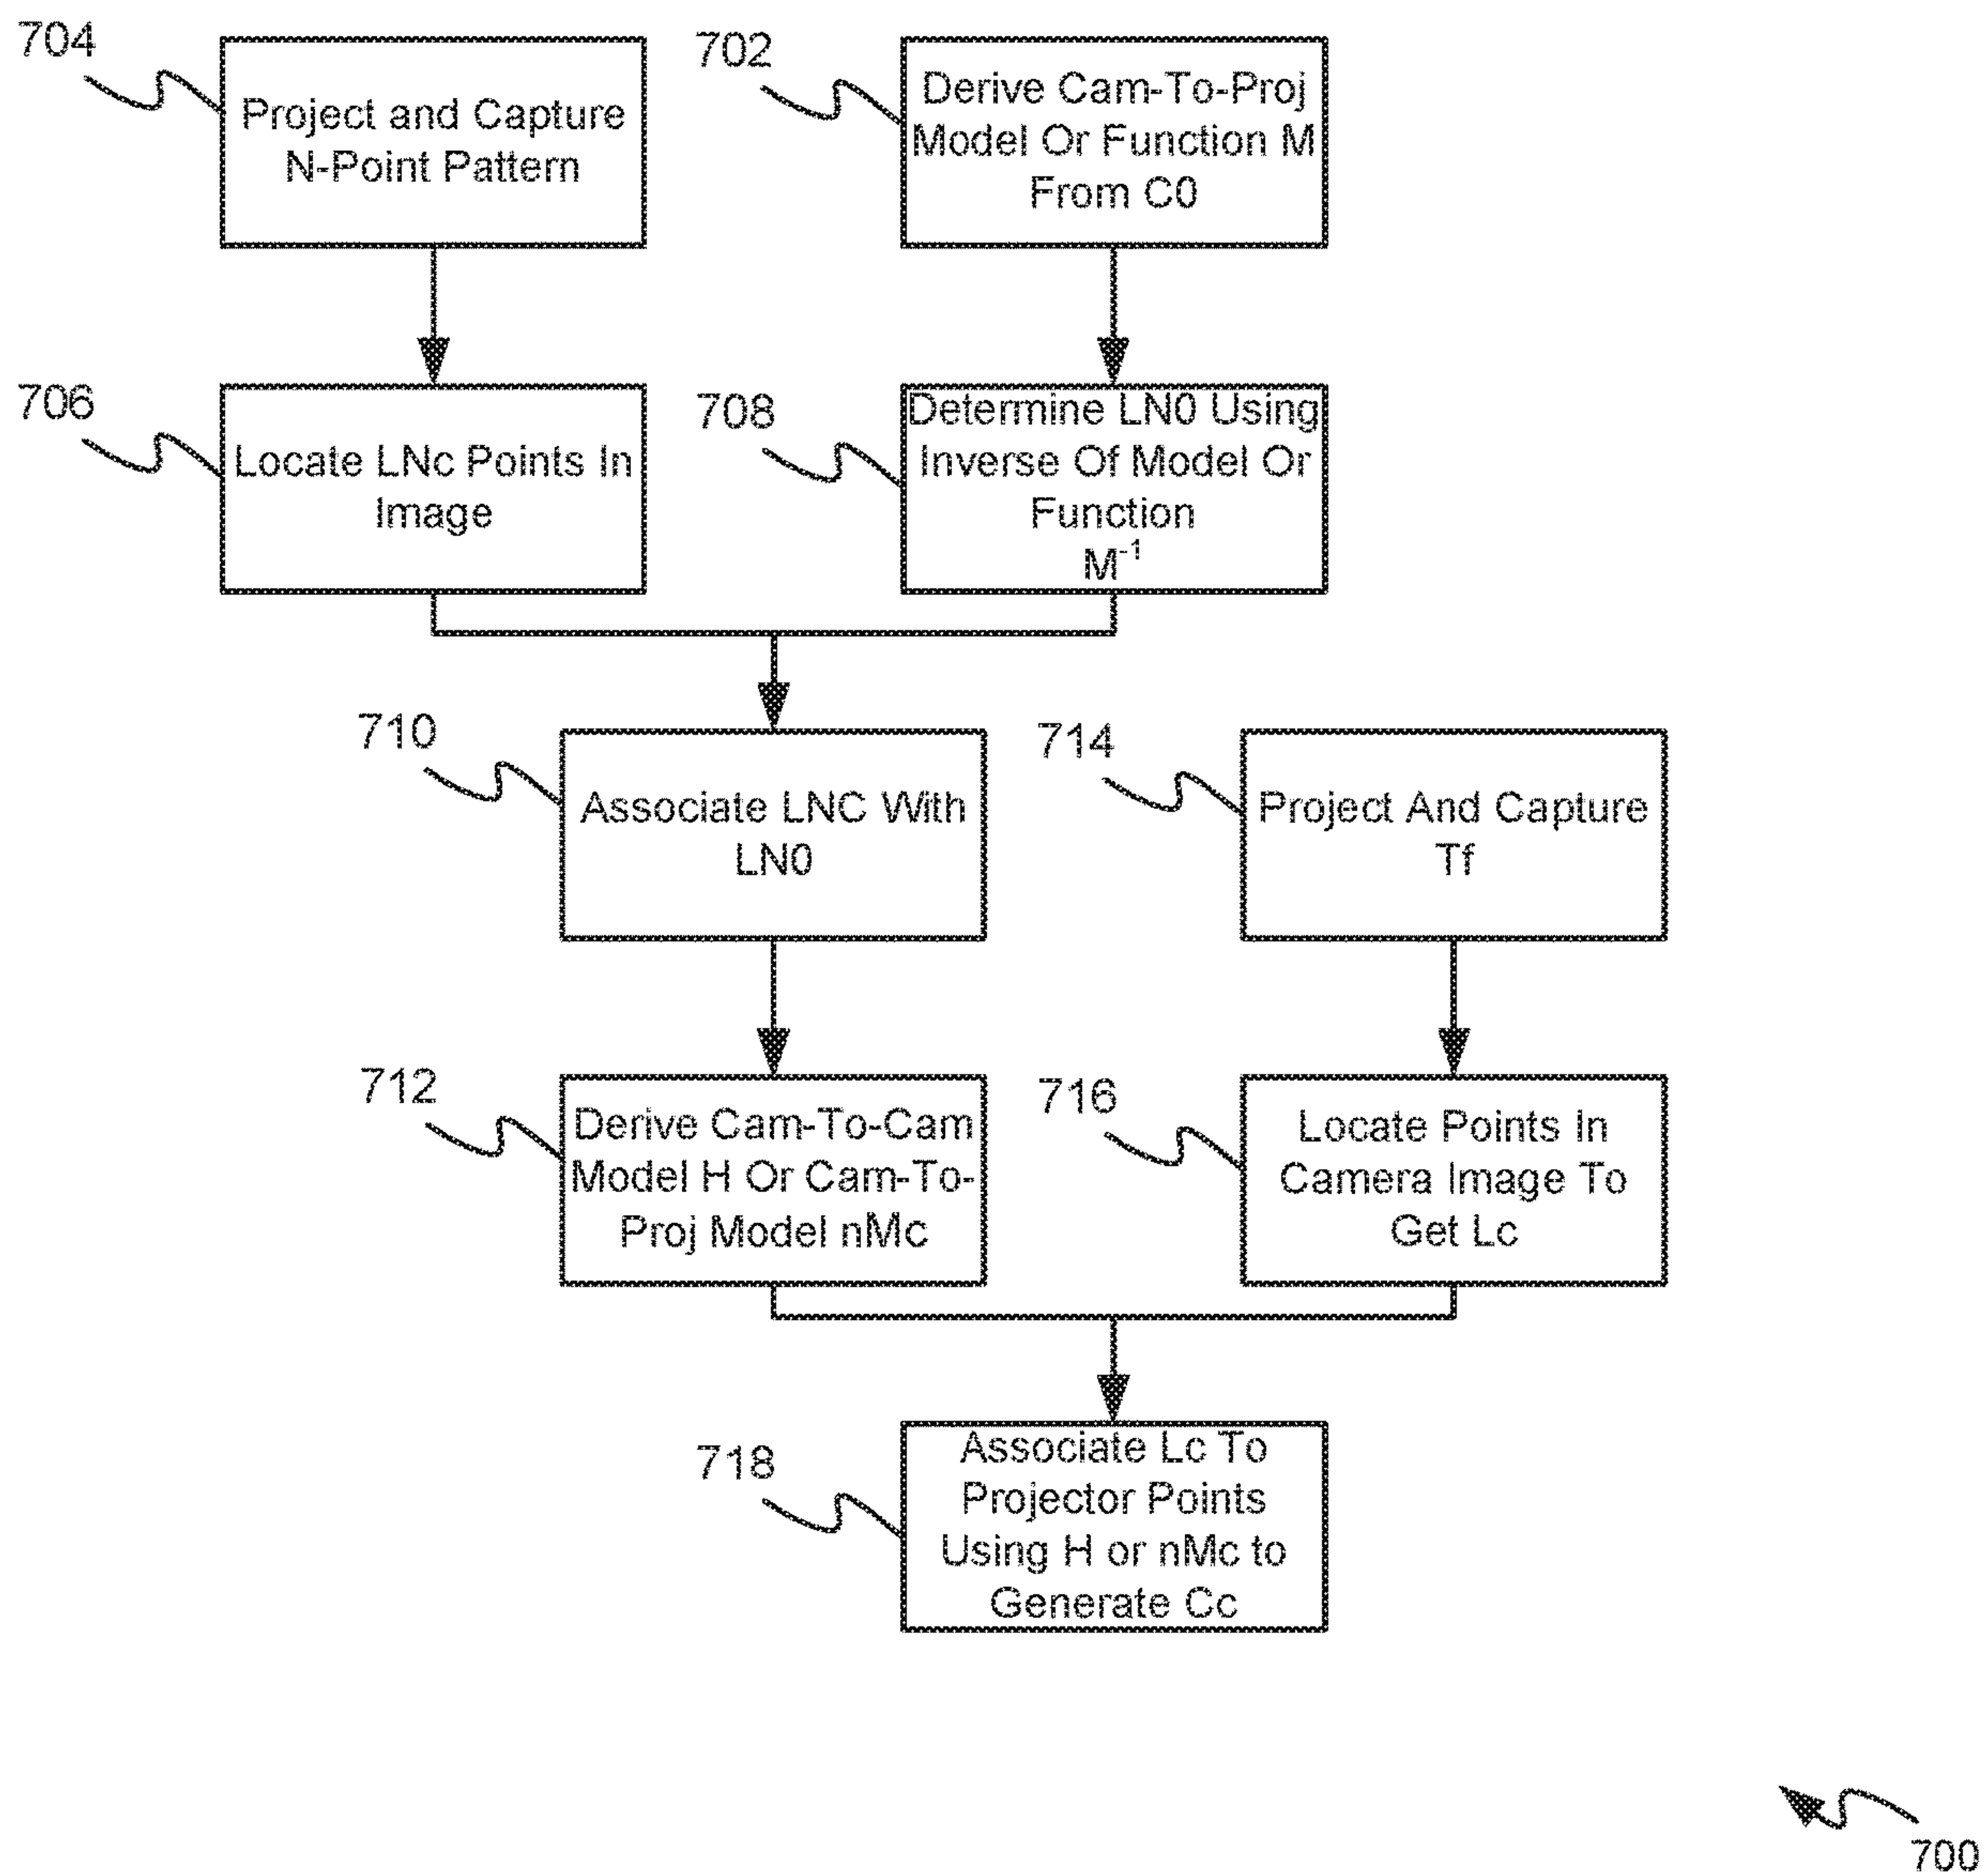 704
Project and Capture
N-Point Pattern
702
Derive Cam-To-Proj
Model Or Function M
From C0
706
Locate LNc Points In
Image
708
Determine LN0 Using
Inverse Of Model Or
Function
M-1
710
Associate LNC With
LN0
714
Project And Capture
Tf
712
Derive Cam-To-Cam
Model H Or Cam-To-
Proj Model nMc
716
Locate Points In
Camera Image To
Get Lc
718
Associate Lc To
Projector Points
Using H or nMc to
Generate Cc
700